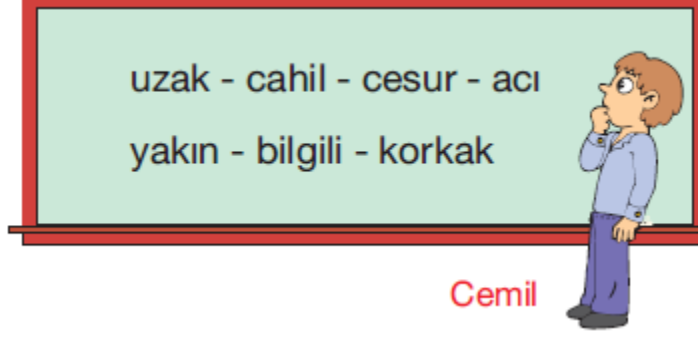 uzak - cahil - cesur - acı
yakın - bilgili - korkak
Cemil